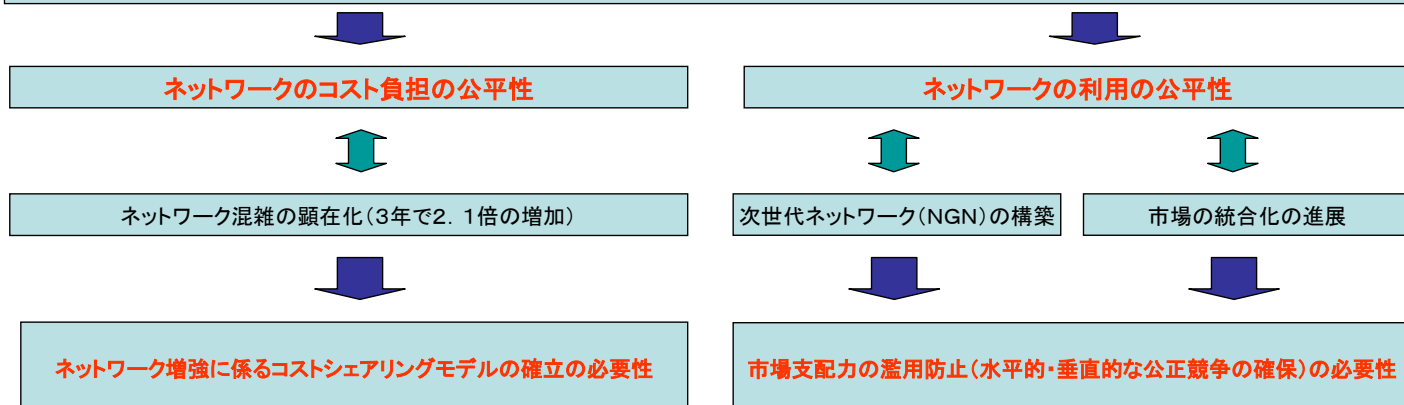 ネットワークのコスト負担の公平性
ネットワークの利用の公平性
ネットワーク混雑の顕在化(3年で2.1倍の増加)
次世代ネットワーク(NGN)の構築
市場の統合化の進展
ネットワーク増強に係るコストシェアリングモデルの確立の必要性
市場支配力の濫用防止(水平的・垂直的な公正競争の確保)の必要性